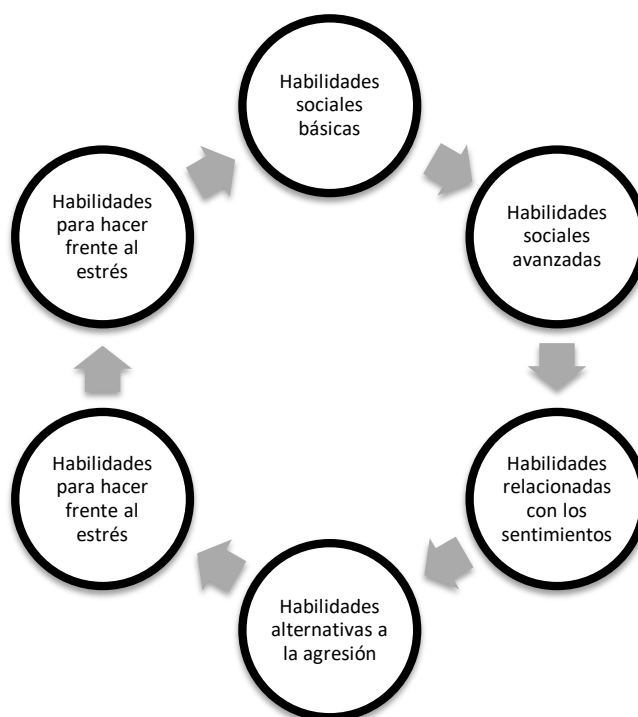 Habilidades
sociales
básicas
Habilidades
sociales
avanzadas
Habilidades
relacionadas
con los
sentimientos
Habilidades
alternativas a
la agresión
Habilidades
para hacer
frente al
estrés
Habilidades
para hacer
frente al
estrés